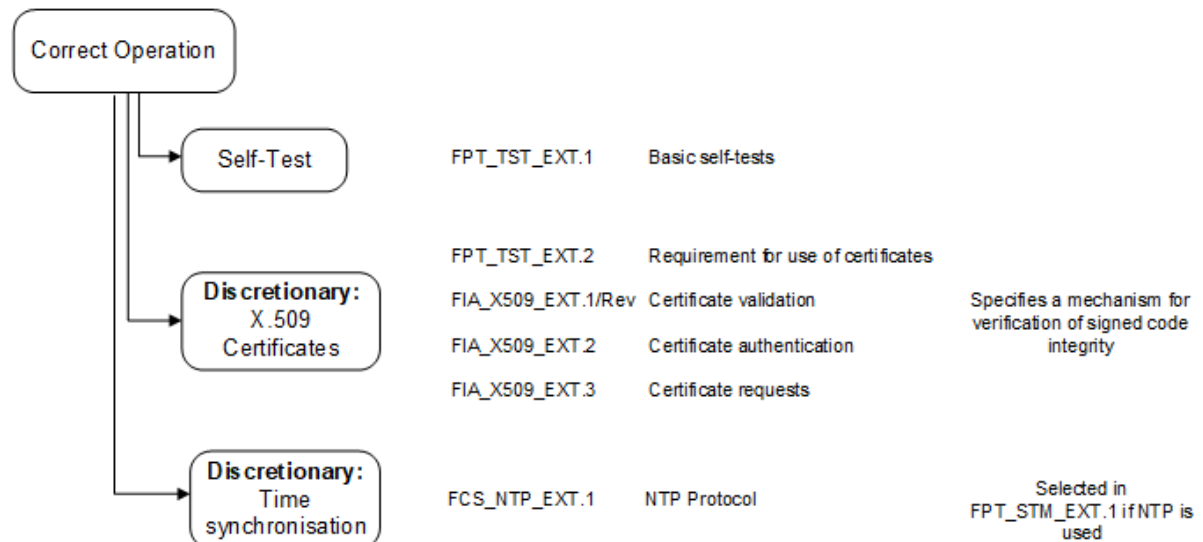 Correct Operation
Self-Test
FPT_TST_EXT.1
Basic self-tests
FPT_TST_EXT.2
Requirement for use of certificates
Discretionary:
X.509
Certificates
FIA_X509_EXT.1/Rev
Certificate validation
FIA_X509_EXT.2
Certificate authentication
FIA_X509_EXT.3
Certificate requests
Specifies a mechanism for
verification of signed code
integrity
Discretionary:
Time
synchronisation
FCS_NTP_EXT.1
NTP Protocol
Selected in
FPT_STM_EXT.1 if NTP is
used